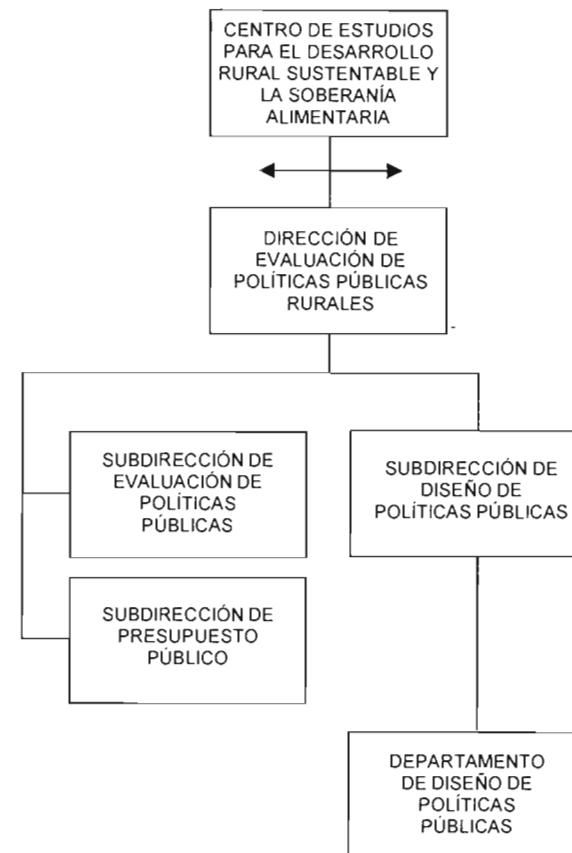 CENTRO DE ESTUDIOS
PARA EL DESARROLLO
RURAL SUSTENTABLE Y
LA SOBERANÍA
ALIMENTARIA
DIRECCIÓN DE
EVALUACIÓN DE
POLÍTICAS PÚBLICAS
RURALES
SUBDIRECCIÓN DE
EVALUACIÓN DE
POLÍTICAS
PÚBLICAS
SUBDIRECCIÓN DE
DISEÑO DE
POLÍTICAS PÚBLICAS
SUBDIRECCIÓN DE
PRESUPUESTO
PÚBLICO
DEPARTAMENTO
DE DISEÑO DE
POLÍTICAS
PÚBLICAS